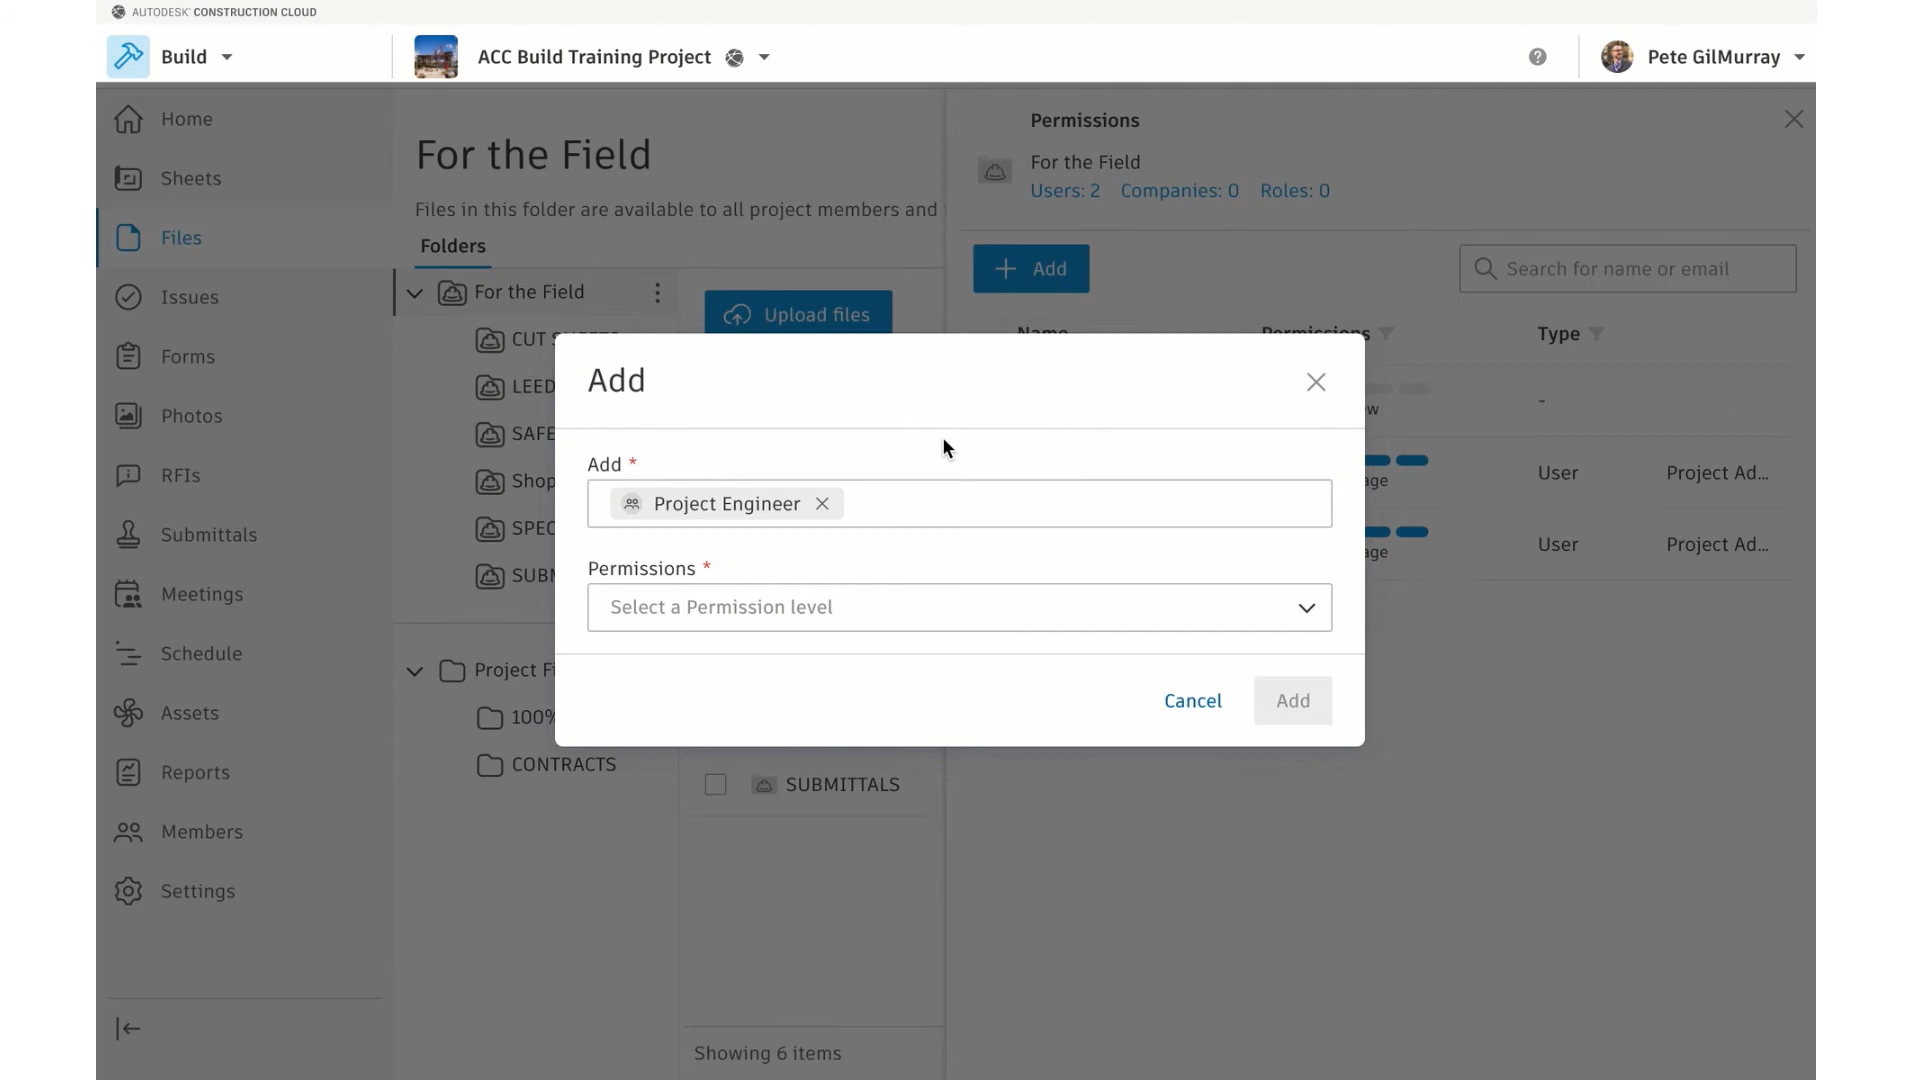 AUTODESK CONSTRUCTION CLOUD
Build
ACC Build Training Project
Pete GilMurray
Home
Sheets
Files
Issues
Forms
Photos
RFIs
Submittals
Meetings
Schedule
Assets
Reports
Members
Settings
For the Field
Files in this folder are available to all project members and
Folders
For the Field
CUT
LEED
SAFE
Shop
SPEC
SUBM
Project Fi
100%
CONTRACTS
Upload files
SUBMITTALS
Showing 6 items
Permissions
For the Field
Users: 2 Companies: 0 Roles: 0
Add
Search for name or email
Name Permissions Type
-
User Project Ad...
User Project Ad...
Add
Add *
Project Engineer
Permissions *
Select a Permission level
Cancel Add